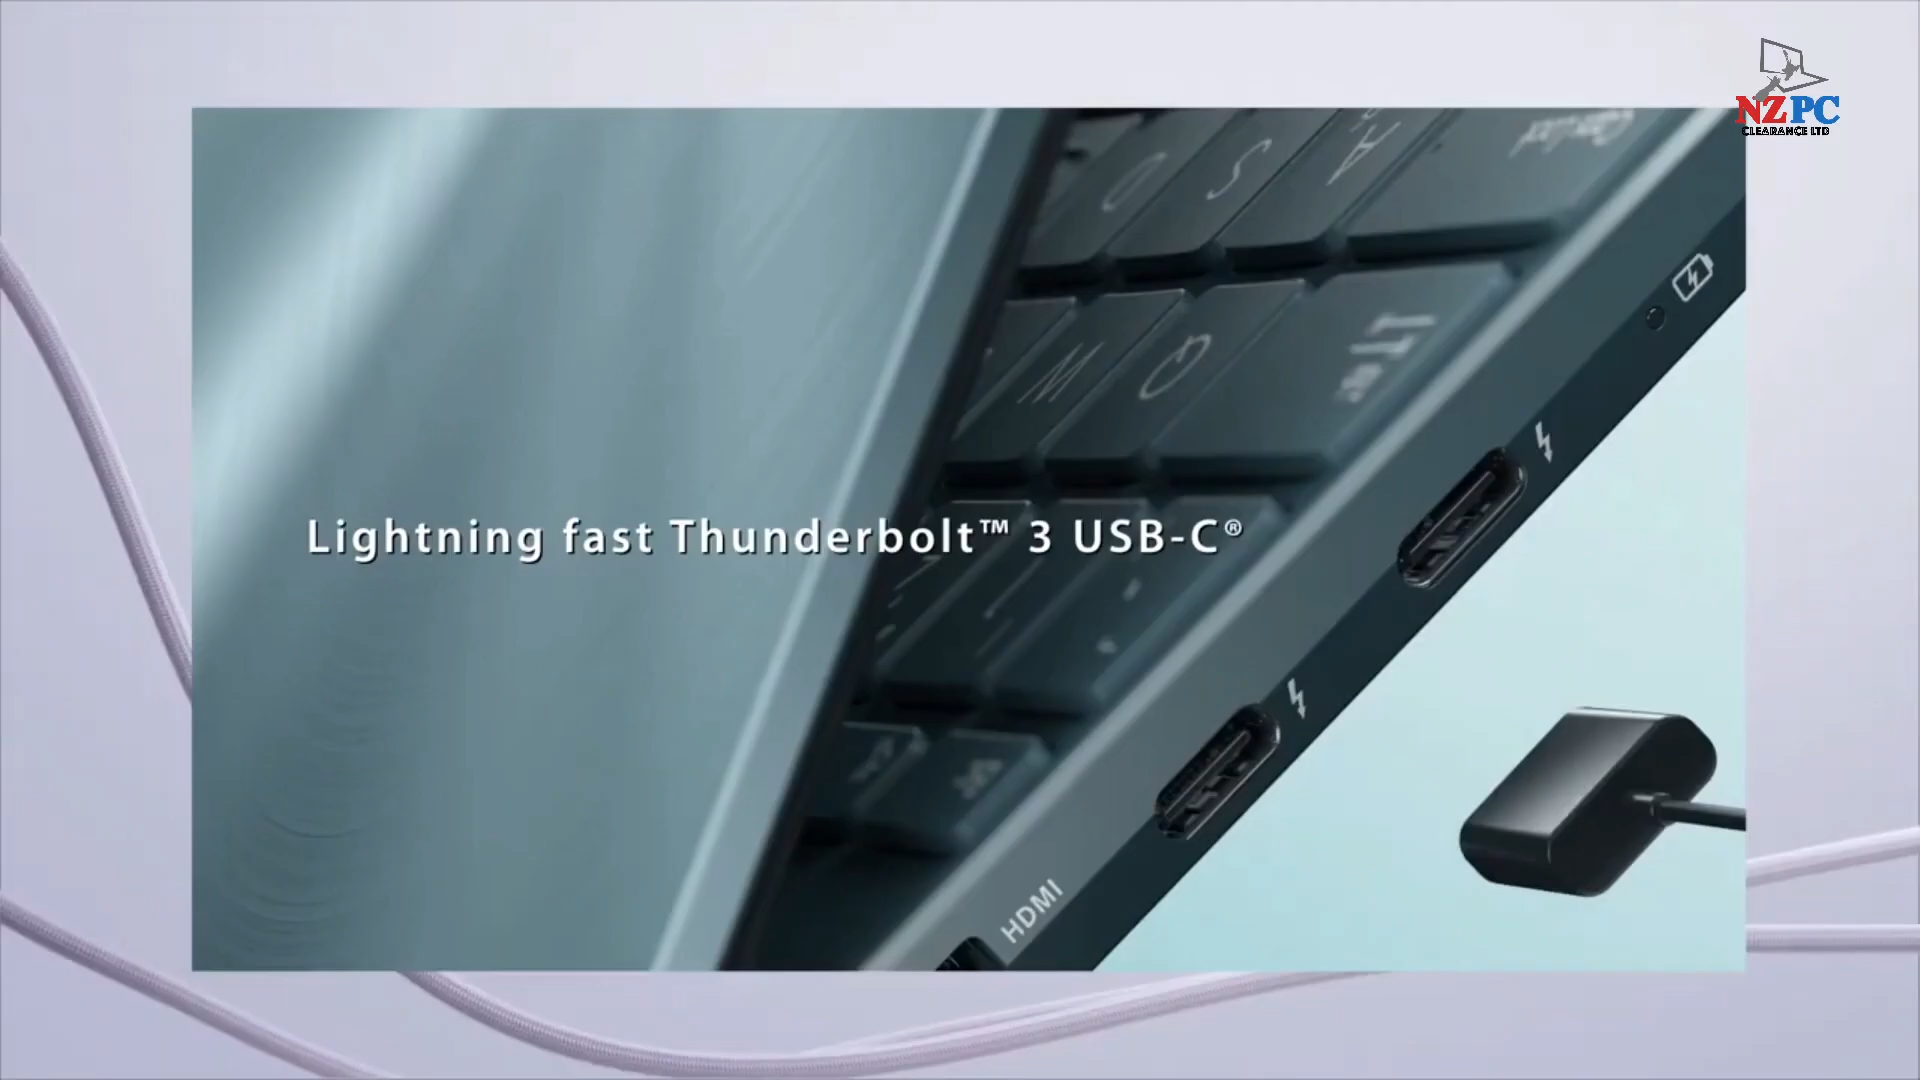 NZPC
CLEARANCE LTD
A
S
D
Q
W
Lightning fast Thunderbolt™ 3 USB-C®
HDMI